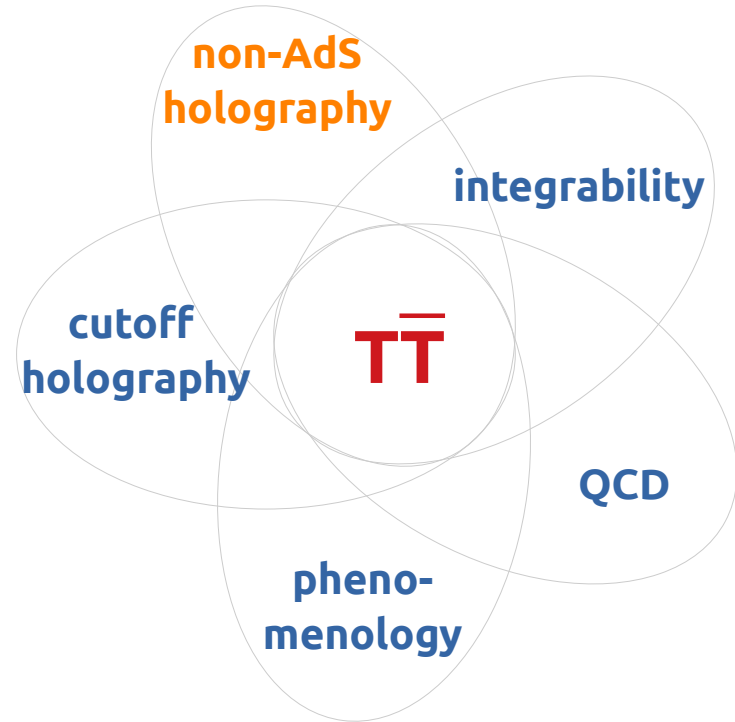 non-AdS
holography
integrability
cutoff
holography
TT̅
QCD
pheno-
menology